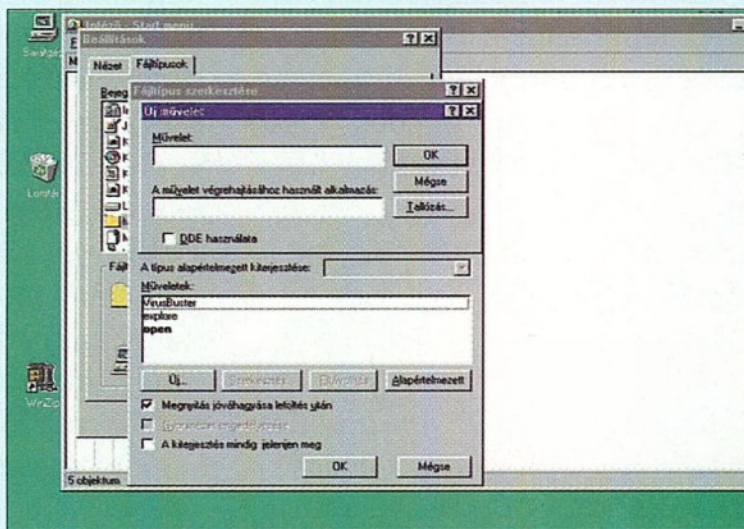 Intéző - Start menü
Beállítások
Nézet Fájltípusok
Fájltípus szerkesztése
Új művelet
Művelet:
OK
Mégse
A művelet végrehajtásához használt alkalmazás:
Tallózás...
DDE használata
A típus alapértelmezett kiterjesztése:
Műveletek:
VirusBuster
explore
open
Új... Szerkesztés... Eltávolítás Alapértelmezett
Megnyitás jóváhagyása letöltés után
A kiterjesztés mindig jelenjen meg
OK Mégse
5 objektum
Lomtár
WinZip